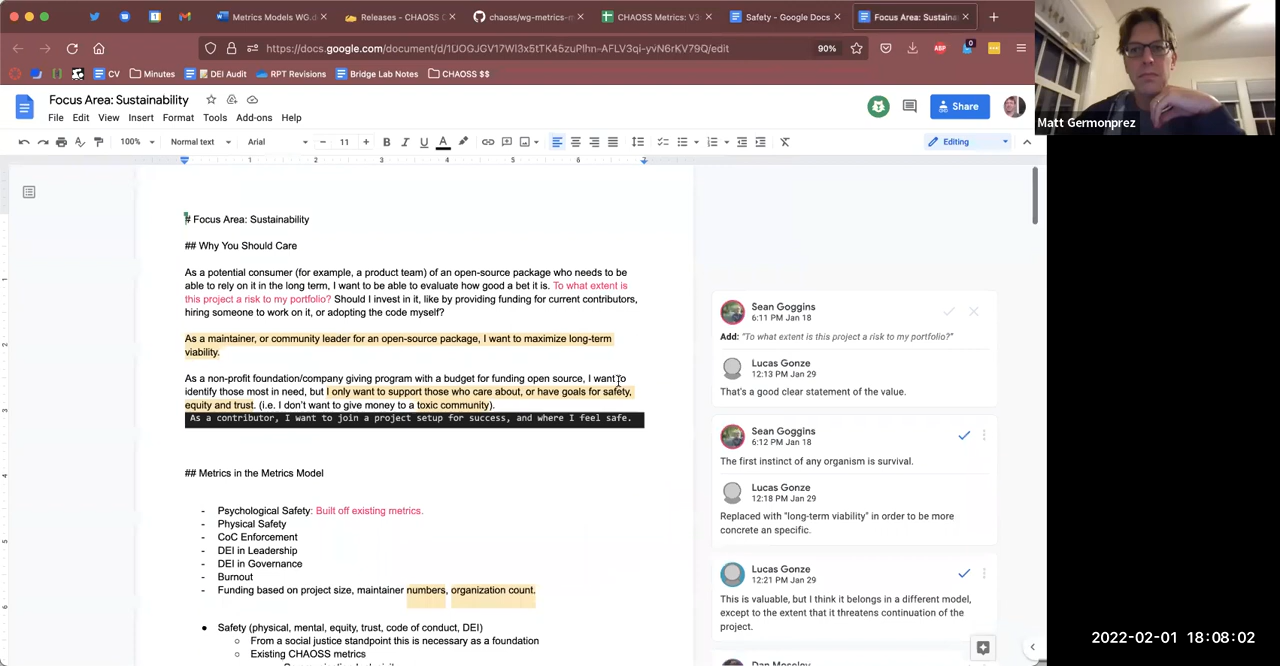 Metrics Models WG.d
Releases - CHAOSS C
chaoss/wg-metrics-m
CHAOSS Metrics: V3
Safety - Google Docs
Focus Area: Sustaina
https://docs.google.com/document/d/1UOGJGV17Wl3x5tTK45zuPlhn-AFLV3qi-yvN6rKV79Q/edit
90%
ABP
0
CV
Minutes
DEI Audit
RPT Revisions
Bridge Lab Notes
CHAOSS $$
Focus Area: Sustainability
File Edit View Insert Format Tools Add-ons Help
Share
100%
Normal text
Arial
11
B I U A
Editing
1 2 3 4 5 6 7
# Focus Area: Sustainability
## Why You Should Care
As a potential consumer (for example, a product team) of an open-source package who needs to be
able to rely on it in the long term, I want to be able to evaluate how good a bet it is. To what extent is
this project a risk to my portfolio? Should I invest in it, like by providing funding for current contributors,
hiring someone to work on it, or adopting the code myself?
As a maintainer, or community leader for an open-source package, I want to maximize long-term
viability.
As a non-profit foundation/company giving program with a budget for funding open source, I want to
identify those most in need, but I only want to support those who care about, or have goals for safety,
equity and trust. (i.e. I don't want to give money to a toxic community).
As a contributor, I want to join a project setup for success, and where I feel safe.
## Metrics in the Metrics Model
- Psychological Safety: Built off existing metrics.
- Physical Safety
- CoC Enforcement
- DEI in Leadership
- DEI in Governance
- Burnout
- Funding based on project size, maintainer numbers, organization count.
● Safety (physical, mental, equity, trust, code of conduct, DEI)
○ From a social justice standpoint this is necessary as a foundation
○ Existing CHAOSS metrics
Sean Goggins
6:11 PM Jan 18
Add: "To what extent is this project a risk to my portfolio?"
Lucas Gonze
12:13 PM Jan 29
That's a good clear statement of the value.
Sean Goggins
6:12 PM Jan 18
The first instinct of any organism is survival.
Lucas Gonze
12:18 PM Jan 29
Replaced with "long-term viability" in order to be more
concrete an specific.
Lucas Gonze
12:21 PM Jan 29
This is valuable, but I think it belongs in a different model,
except to the extent that it threatens continuation of the
project.
Matt Germonprez
2022-02-01 18:08:02